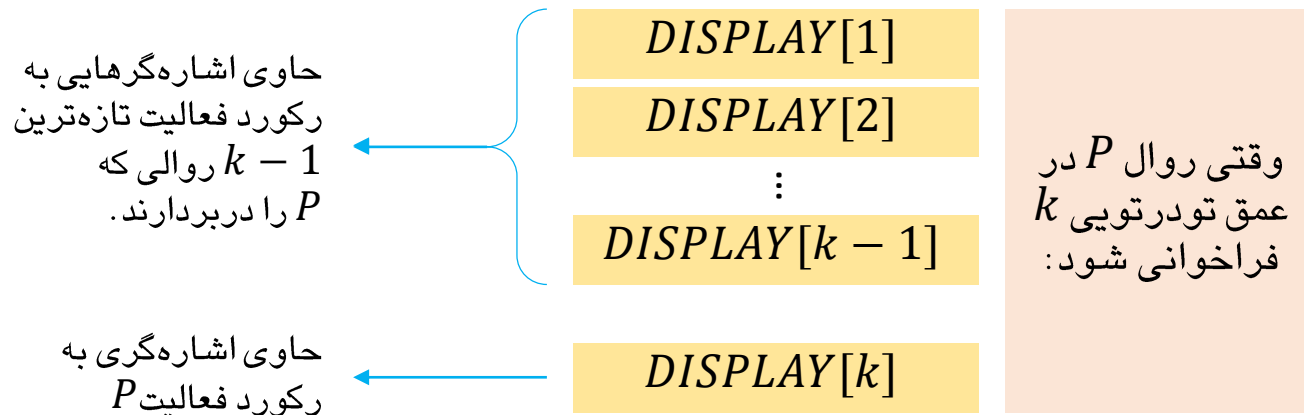 وقتی روال P در
عمق تودرتویی k
فراخوانی شود:
DISPLAY[1]
DISPLAY[2]
⋮
DISPLAY[k − 1]
حاوی اشاره‌گرهایی به
رکورد فعالیت تازه‌ترین
k − 1 روالی که
P را دربردارند.
DISPLAY[k]
حاوی اشاره‌گری به
رکورد فعالیت P